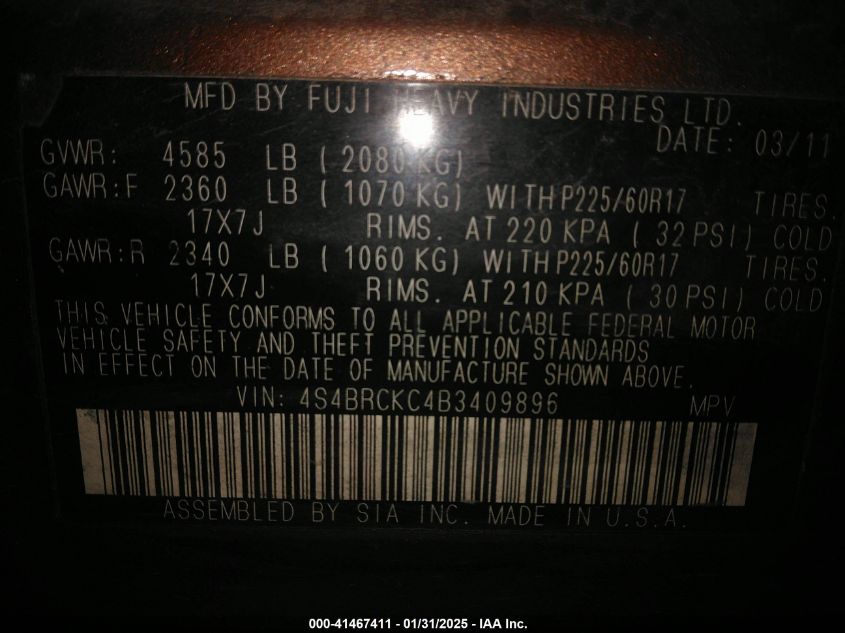 MFD BY FUJI HEAVY INDUSTRIES LTD.
DATE: 03/11
GVWR: 4585 LB ( 2080 KG)
GAWR:F 2360 LB ( 1070 KG) WITH P225/60R17 TIRES.
17X7J RIMS. AT 220 KPA ( 32 PSI) COLD
GAWR:R 2340 LB ( 1060 KG) WITH P225/60R17 TIRES.
17X7J RIMS. AT 210 KPA ( 30 PSI) COLD
THIS VEHICLE CONFORMS TO ALL APPLICABLE FEDERAL MOTOR
VEHICLE SAFETY AND THEFT PREVENTION STANDARDS
IN EFFECT ON THE DATE OF MANUFACTURE SHOWN ABOVE.
VIN: 4S4BRCKC4B3409896 MPV
ASSEMBLED BY SIA INC. MADE IN U.S.A.
000-41467411 - 01/31/2025 - IAA Inc.